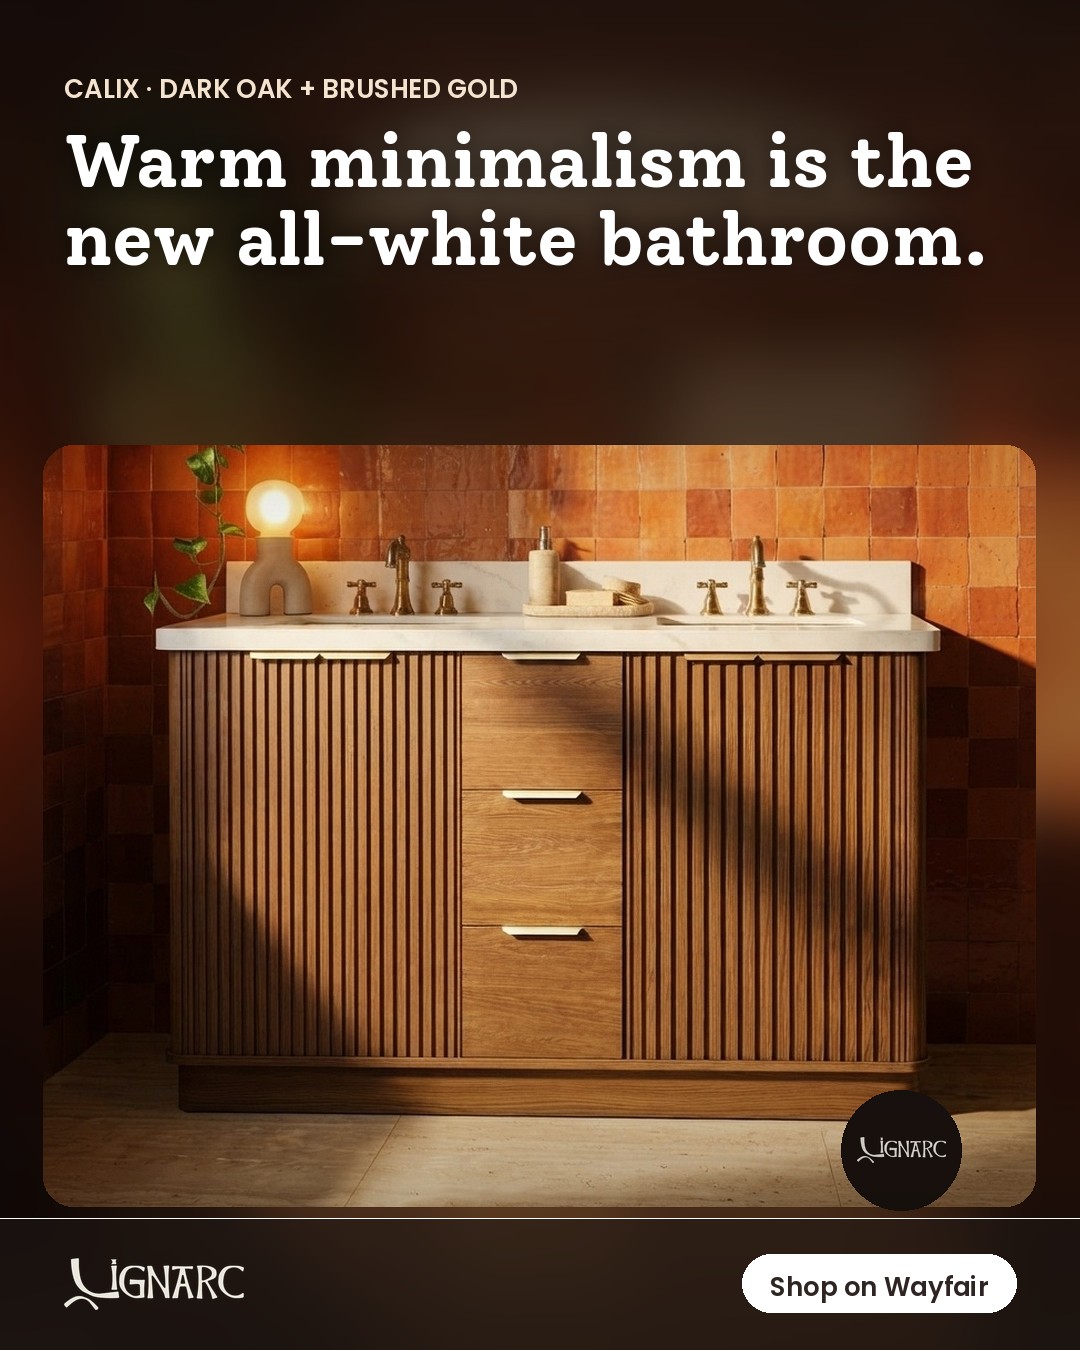 CALIX · DARK OAK + BRUSHED GOLD
Warm minimalism is the
new all-white bathroom.
LIGNARC
LIGNARC
Shop on Wayfair